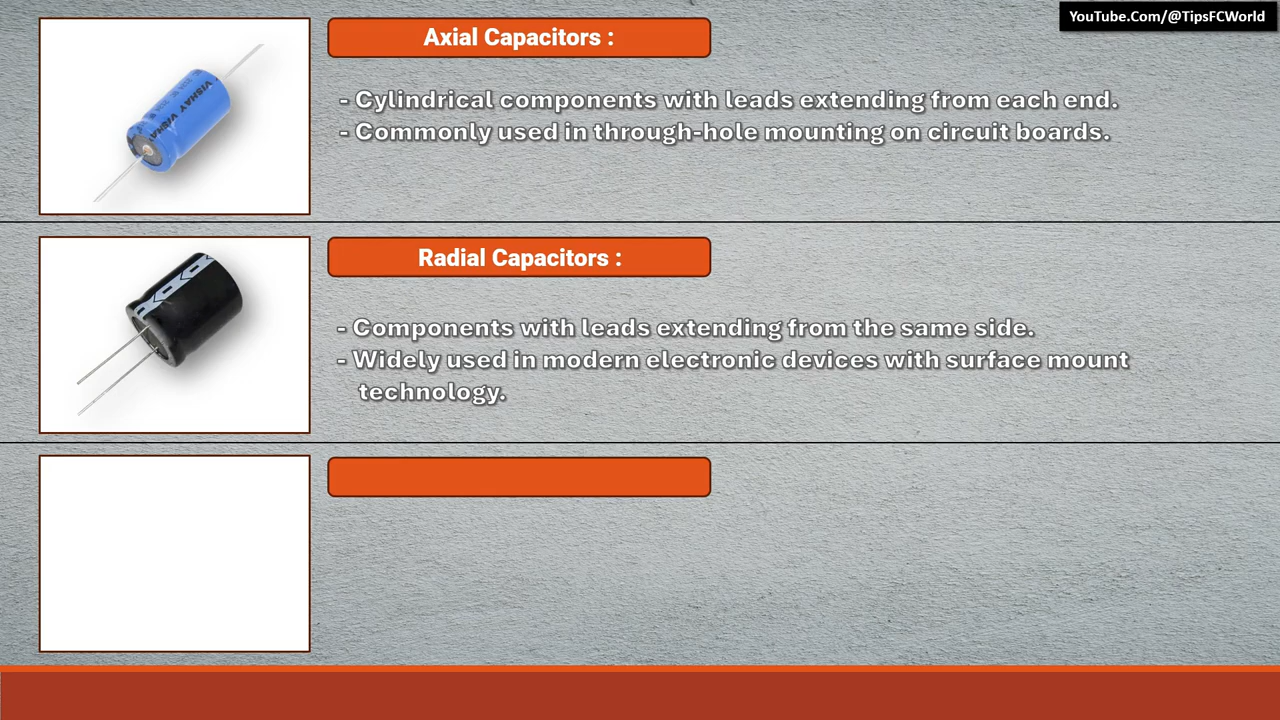 YouTube.Com/@TipsFCWorld
Axial Capacitors :
- Cylindrical components with leads extending from each end.
- Commonly used in through-hole mounting on circuit boards.
VISHAY
Radial Capacitors :
- Components with leads extending from the same side.
- Widely used in modern electronic devices with surface mount
technology.